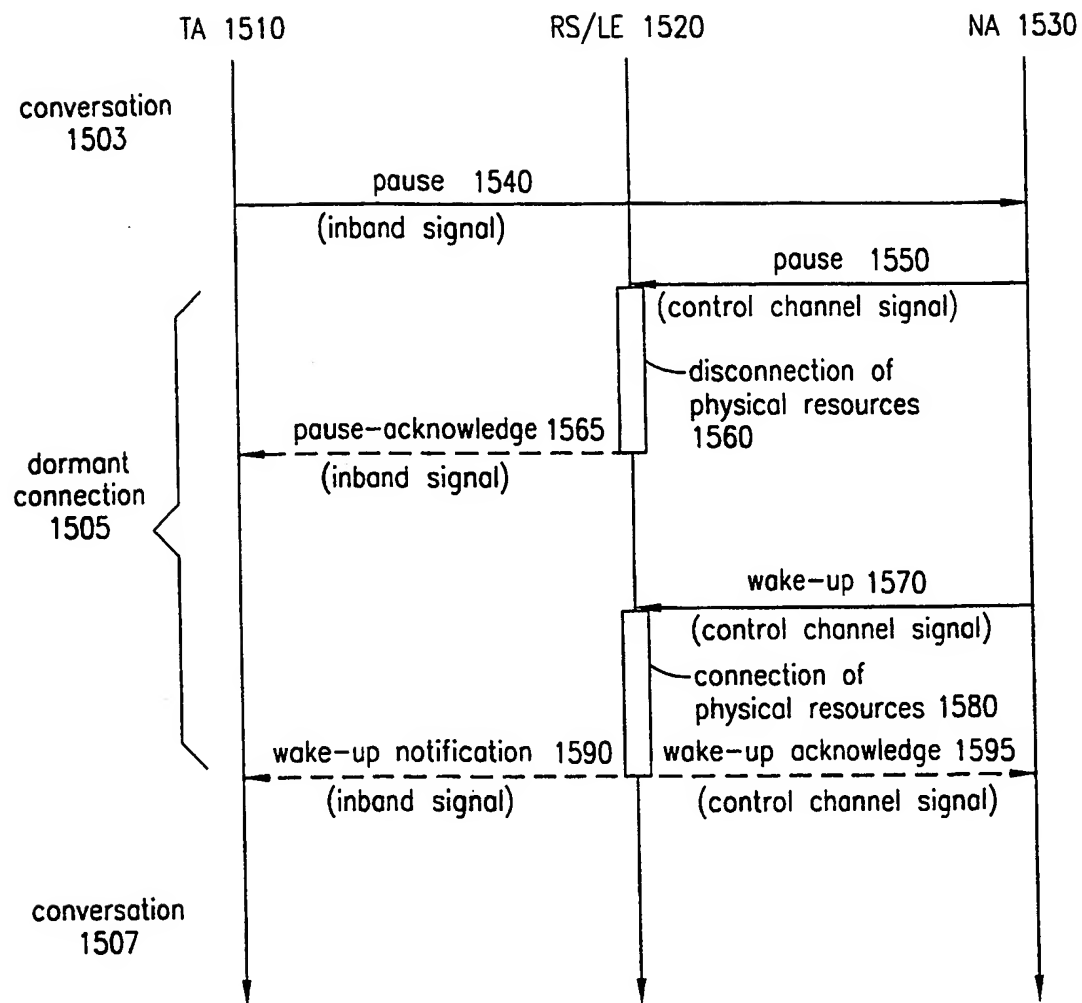 TA 1510
RS/LE 1520
NA 1530
conversation
1503
pause 1540
(inband signal)
pause 1550
(control channel signal)
disconnection of
physical resources
1560
pause-acknowledge 1565
(inband signal)
dormant
connection
1505
wake-up 1570
(control channel signal)
connection of
physical resources 1580
wake-up notification 1590
wake-up acknowledge 1595
(inband signal)
(control channel signal)
conversation
1507